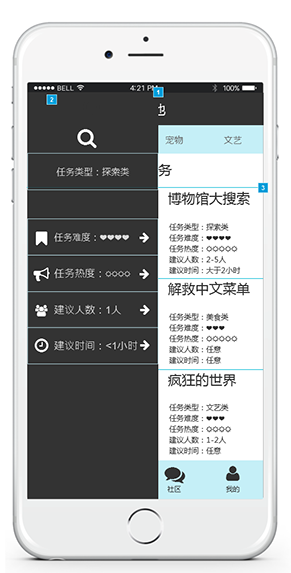 ●●●●● BELL 4:21 PM 100%
2
1
宠物 文艺
任务类型：探索类
务
3
博物馆大搜索
任务类型：探索类
任务难度：♥♥♥♥
任务热度：○○○○○
建议人数：2-5人
建议时间：大于2小时
任务难度：♥♥♥♥
任务热度：○○○○
建议人数：1人
建议时间：<1小时
解救中文菜单
任务类型：美食类
任务难度：♥♥♥
任务热度：○○○○○
建议人数：任意
建议时间：任意
疯狂的世界
任务类型：文艺类
任务难度：♥♥♥
任务热度：○○○○○
建议人数：1-2人
建议时间：任意
社区 我的